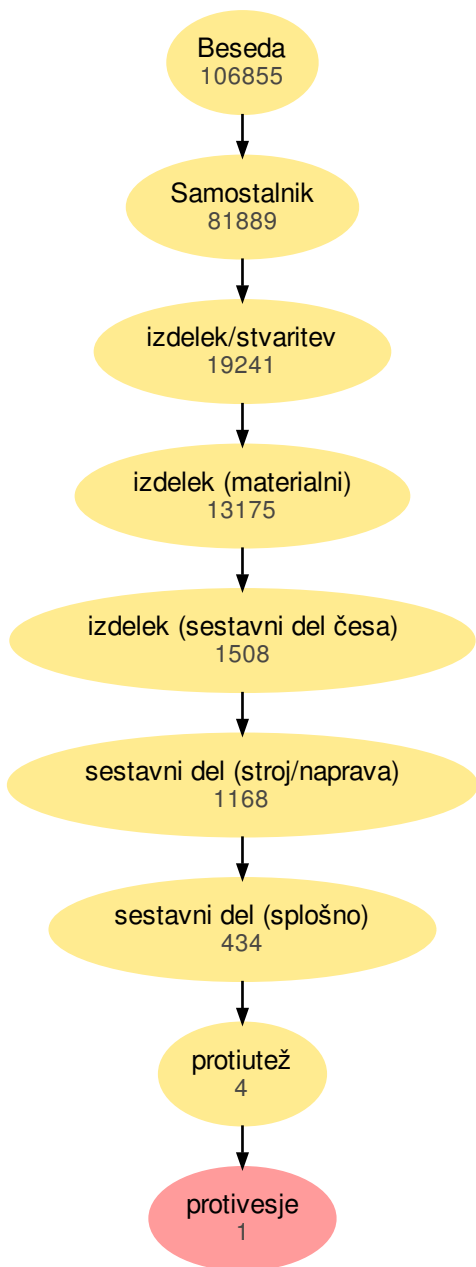 Beseda
106855
Samostalnik
81889
izdelek/stvaritev
19241
izdelek (materialni)
13175
izdelek (sestavni del česa)
1508
sestavni del (stroj/naprava)
1168
sestavni del (splošno)
434
protiutež
4
protivesje
1